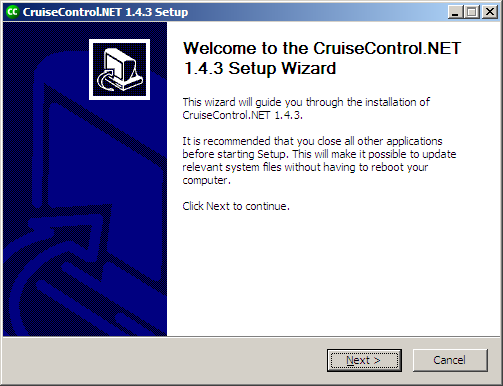 CC CruiseControl.NET 1.4.3 Setup
Welcome to the CruiseControl.NET
1.4.3 Setup Wizard
This wizard will guide you through the installation of
CruiseControl.NET 1.4.3.
It is recommended that you close all other applications
before starting Setup. This will make it possible to update
relevant system files without having to reboot your
computer.
Click Next to continue.
Next > Cancel